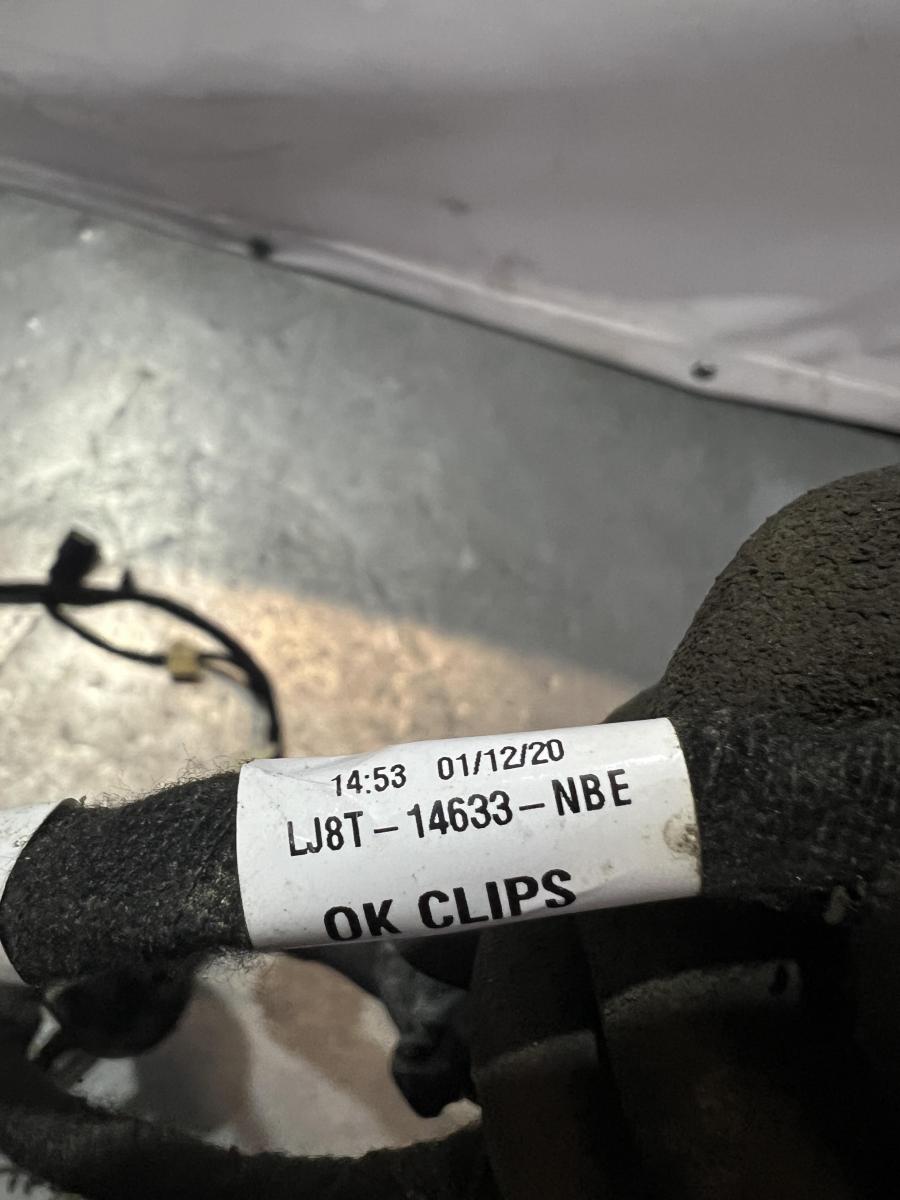 14:53 01/12/20
LJ8T-14633-NBE
OK CLIPS